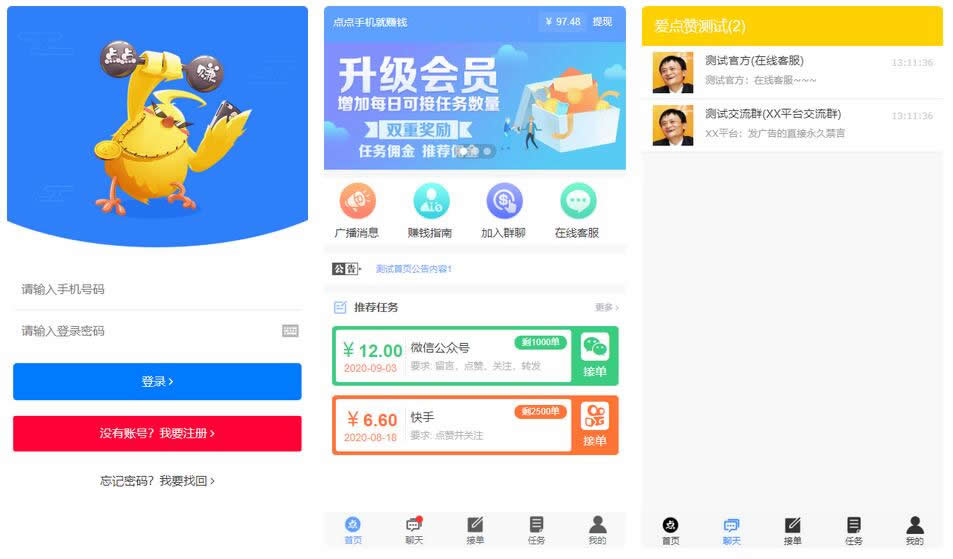 点点
赚
请输入手机号码
请输入登录密码
登录 >
没有账号？我要注册 >
忘记密码？我要找回 >
点点手机就赚钱
¥ 97.48
提现
升级会员
增加每日可接任务数量
双重奖励
任务佣金 推荐佣金
广播消息
赚钱指南
加入群聊
在线客服
公告
测试首页公告内容1
推荐任务
更多 >
¥ 12.00
2020-09-03
微信公众号
要求: 留言、点赞、关注、转发
剩1000单
接单
¥ 6.60
2020-08-18
快手
要求: 点赞并关注
剩2500单
接单
点
首页
聊天
接单
任务
我的
爱点赞测试(2)
测试官方(在线客服)
13:11:36
测试官方：在线客服~~~
测试交流群(XX平台交流群)
13:11:36
XX平台：发广告的直接永久禁言
点
首页
聊天
接单
任务
我的